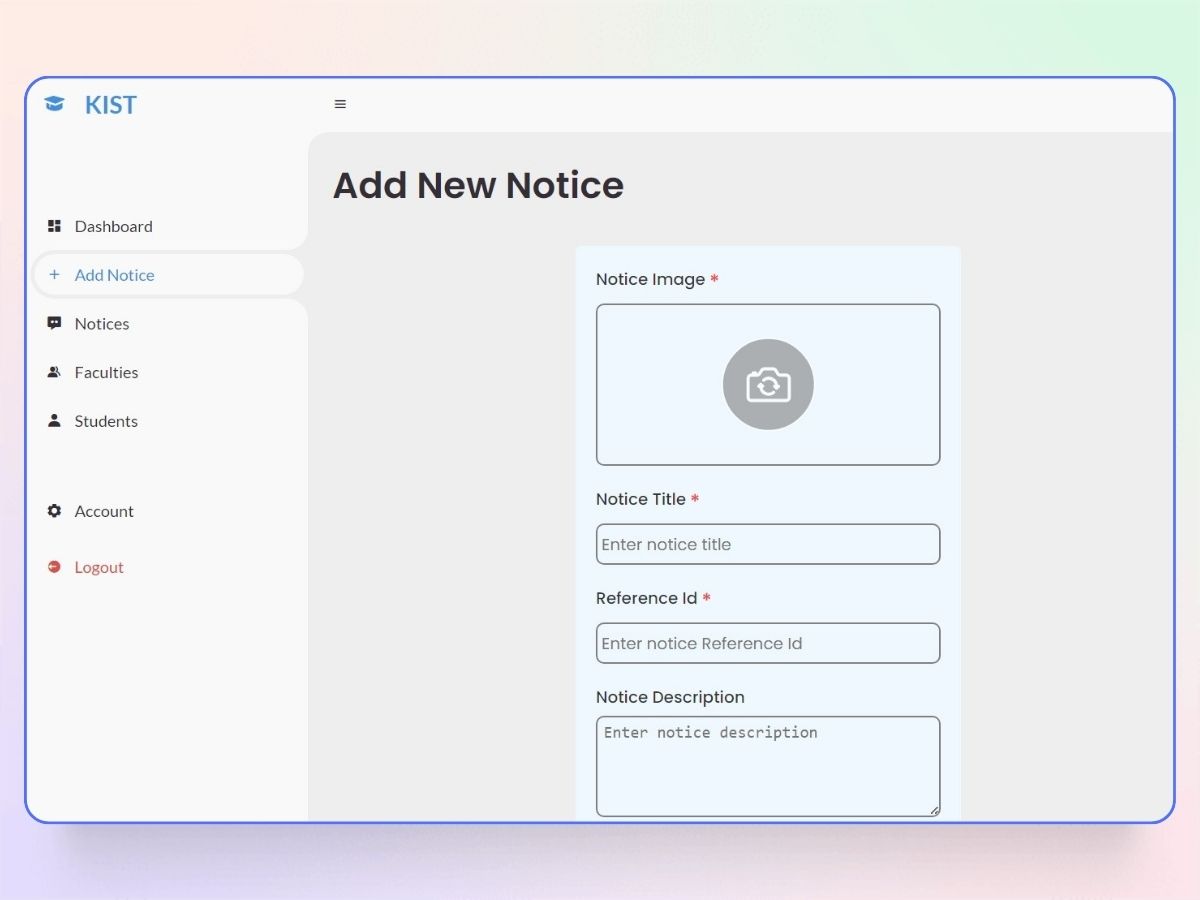 KIST
Dashboard
Add Notice
Notices
Faculties
Students
Account
Logout
Add New Notice
Notice Image *
Notice Title *
Enter notice title
Reference Id *
Enter notice Reference Id
Notice Description
Enter notice description